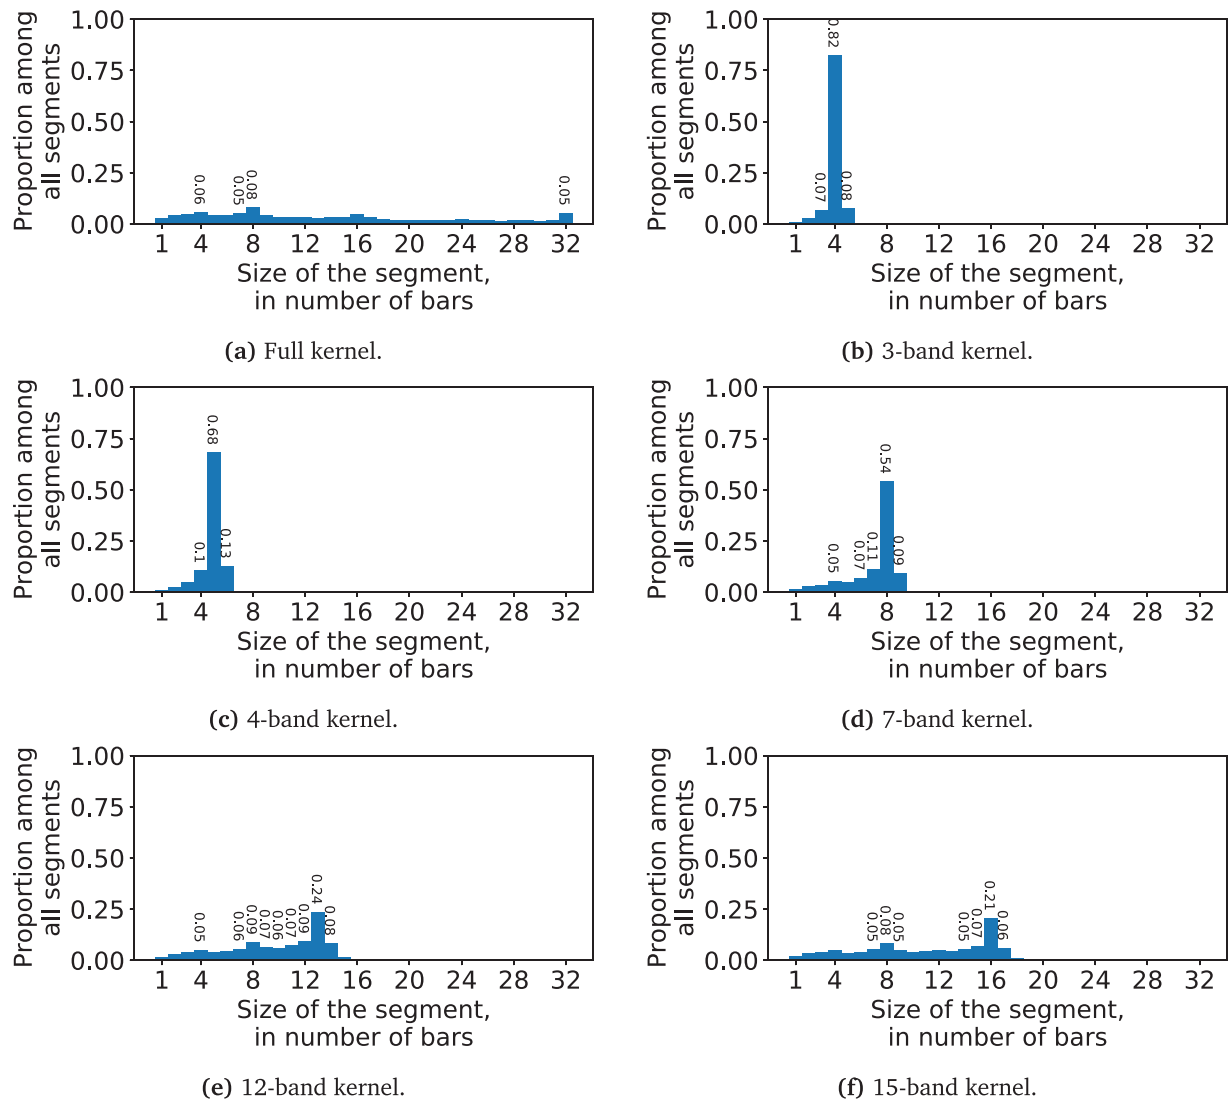 Proportion among
all segments
1.00
0.75
0.50
0.25
0.00
0.06
0.05
0.08
0.05
1 4 8 12 16 20 24 28 32
Size of the segment,
in number of bars
(a) Full kernel.
Proportion among
all segments
1.00
0.75
0.50
0.25
0.00
0.07
0.82
0.08
1 4 8 12 16 20 24 28 32
Size of the segment,
in number of bars
(b) 3-band kernel.
Proportion among
all segments
1.00
0.75
0.50
0.25
0.00
0.1
0.68
0.13
1 4 8 12 16 20 24 28 32
Size of the segment,
in number of bars
(c) 4-band kernel.
Proportion among
all segments
1.00
0.75
0.50
0.25
0.00
0.05
0.07
0.11
0.54
0.09
1 4 8 12 16 20 24 28 32
Size of the segment,
in number of bars
(d) 7-band kernel.
Proportion among
all segments
1.00
0.75
0.50
0.25
0.00
0.05
0.06
0.09
0.07
0.06
0.07
0.09
0.24
0.08
1 4 8 12 16 20 24 28 32
Size of the segment,
in number of bars
(e) 12-band kernel.
Proportion among
all segments
1.00
0.75
0.50
0.25
0.00
0.05
0.08
0.05
0.05
0.07
0.21
0.06
1 4 8 12 16 20 24 28 32
Size of the segment,
in number of bars
(f) 15-band kernel.